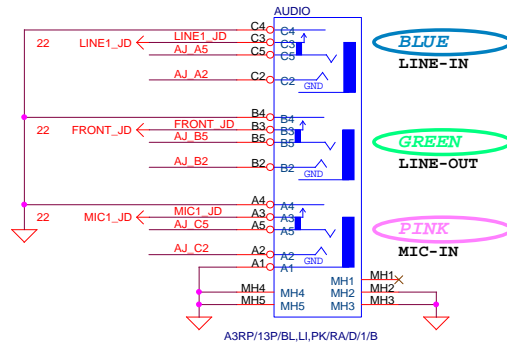 AUDIO
C4 C4
22 LINE1_JD LINE1_JD C3 C3
AJ_A5 C5 C5
AJ_A2 C2 C2
GND
BLUE
LINE-IN
B4 B4
22 FRONT_JD FRONT_JD B3 B3
AJ_B5 B5 B5
AJ_B2 B2 B2
GND
GREEN
LINE-OUT
A4 A4
22 MIC1_JD MIC1_JD A3 A3
AJ_C5 A5 A5
AJ_C2 A2 A2
GND
A1 A1
PINK
MIC-IN
MH1 MH1
MH4 MH4 MH2 MH2
MH5 MH5 MH3 MH3
A3RP/13P/BL,LI,PK/RA/D/1/B